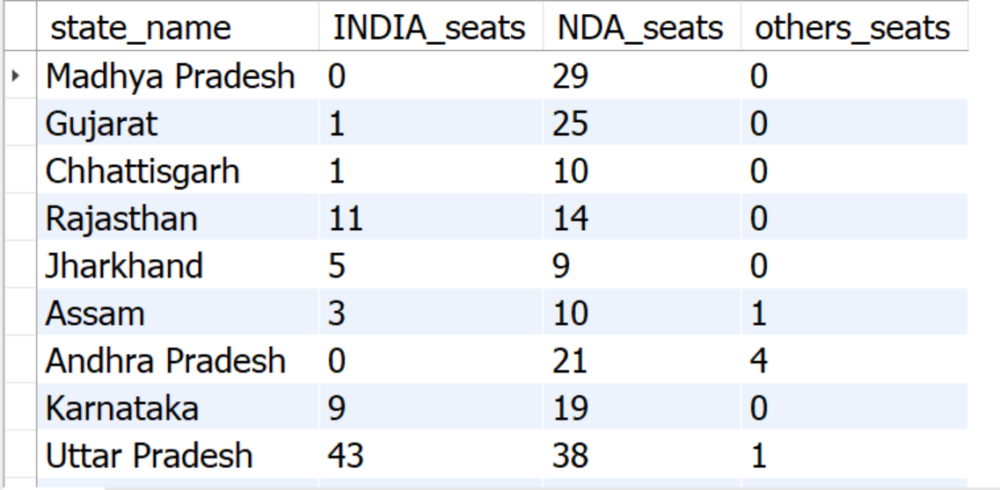 state_name INDIA_seats NDA_seats others_seats
Madhya Pradesh 0 29 0
Gujarat 1 25 0
Chhattisgarh 1 10 0
Rajasthan 11 14 0
Jharkhand 5 9 0
Assam 3 10 1
Andhra Pradesh 0 21 4
Karnataka 9 19 0
Uttar Pradesh 43 38 1